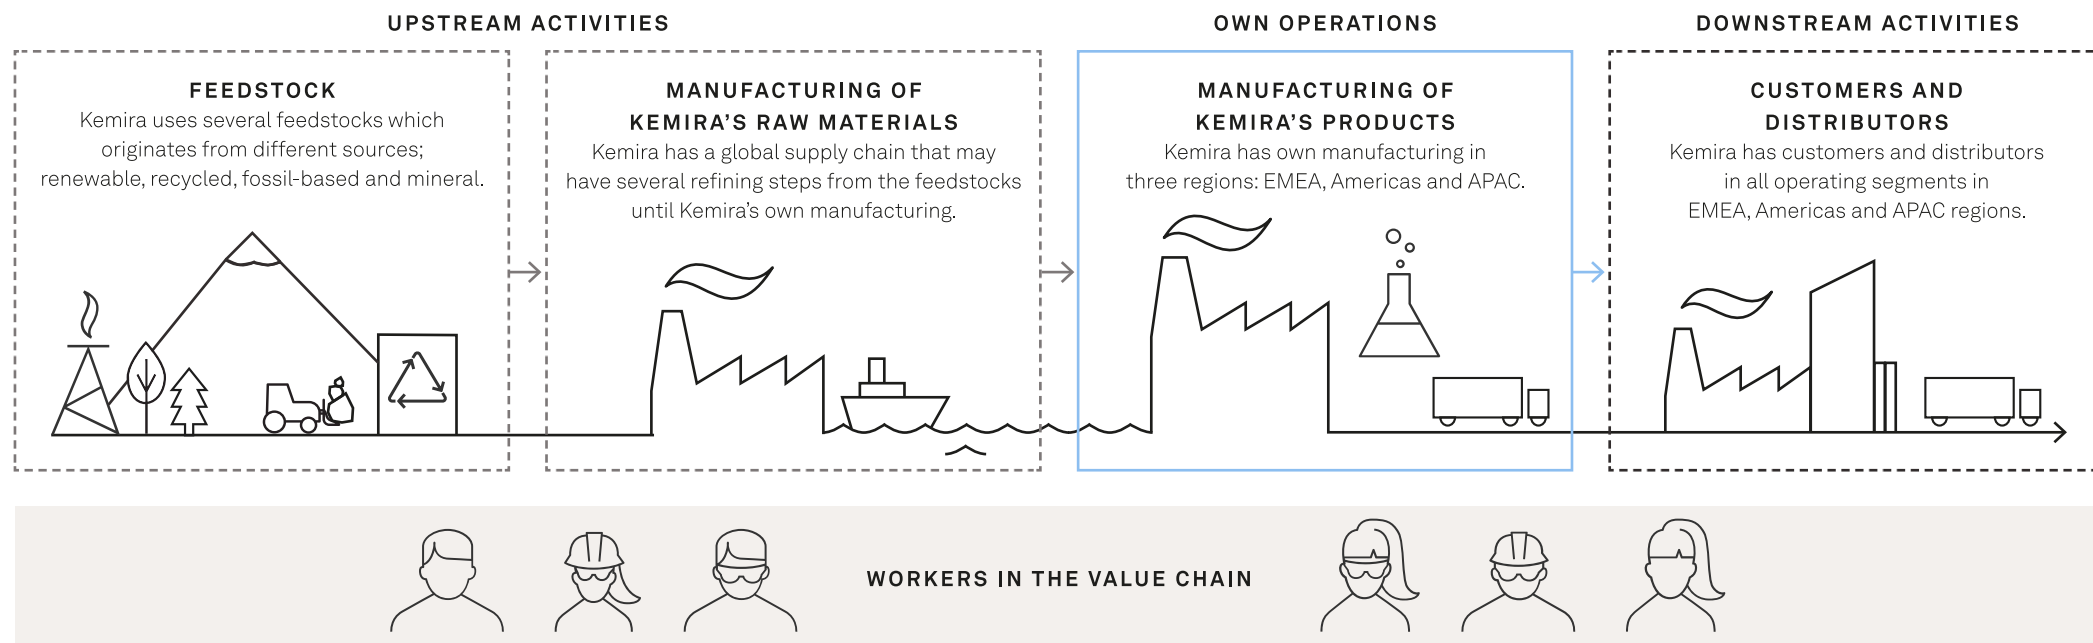 UPSTREAM ACTIVITIES
OWN OPERATIONS
DOWNSTREAM ACTIVITIES
FEEDSTOCK
Kemira uses several feedstocks which
originates from different sources;
renewable, recycled, fossil-based and mineral.
MANUFACTURING OF
KEMIRA'S RAW MATERIALS
Kemira has a global supply chain that may
have several refining steps from the feedstocks
until Kemira's own manufacturing.
MANUFACTURING OF
KEMIRA'S PRODUCTS
Kemira has own manufacturing in
three regions: EMEA, Americas and APAC.
CUSTOMERS AND
DISTRIBUTORS
Kemira has customers and distributors
in all operating segments in
EMEA, Americas and APAC regions.
WORKERS IN THE VALUE CHAIN